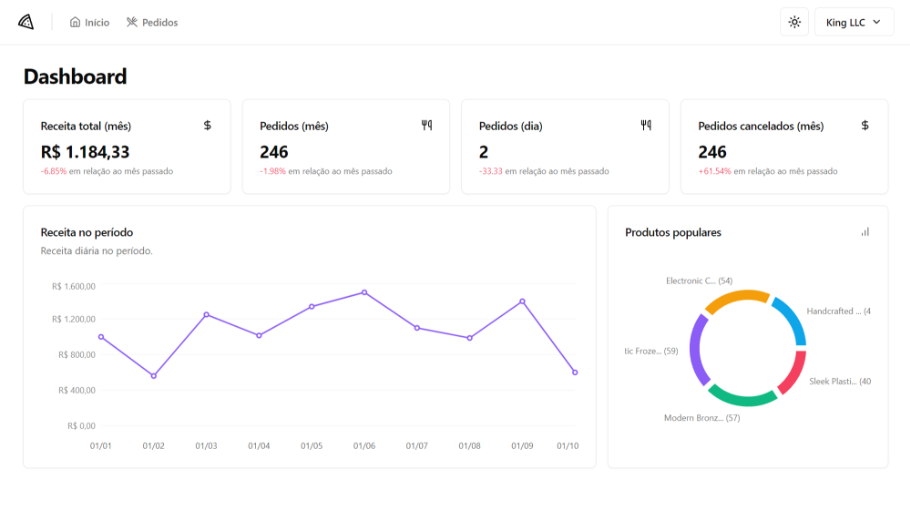 Início
Pedidos
King LLC
Dashboard
Receita total (mês)
$
R$ 1.184,33
-6.85% em relação ao mês passado
Pedidos (mês)
246
-1.98% em relação ao mês passado
Pedidos (dia)
2
-33.33 em relação ao mês passado
Pedidos cancelados (mês)
$
246
+61.54% em relação ao mês passado
Receita no período
Receita diária no período.
R$ 1.600,00
R$ 1.200,00
R$ 800,00
R$ 400,00
R$ 0,00
01/01 01/02 01/03 01/04 01/05 01/06 01/07 01/08 01/09 01/10
Produtos populares
Electronic C... (54)
Handcrafted ... (4
tic Froze... (59)
Sleek Plasti... (40
Modern Bronz... (57)